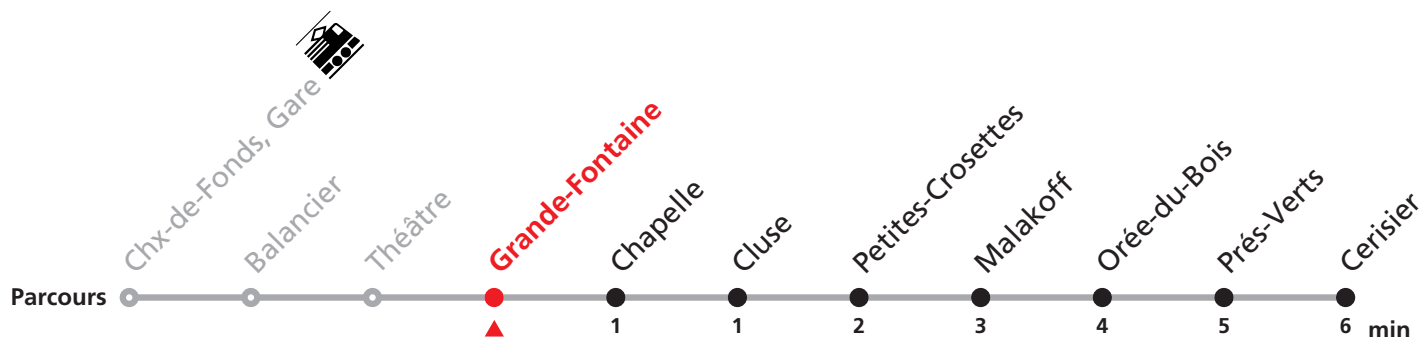 Chx-de-Fonds, Gare
Balancier
Théâtre
Grande-Fontaine
Chapelle
Cluse
Petites-Crosettes
Malakoff
Orée-du-Bois
Prés-Verts
Cerisier
Parcours
1 1 2 3 4 5 6 min